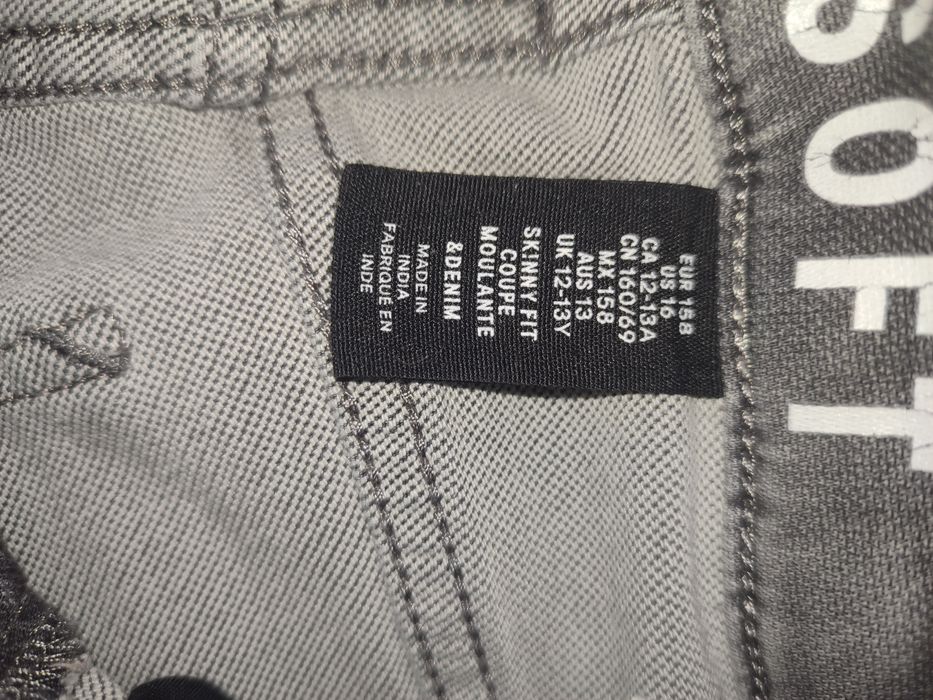 EUR 158
US 16
CA 12-13A
CN 160/69
MX 158
AUS 13
UK 12-13Y
SKINNY FIT
COUPE
MOULANTE
&DENIM
MADE IN
INDIA
FABRIQUE EN
INDE
SOFT